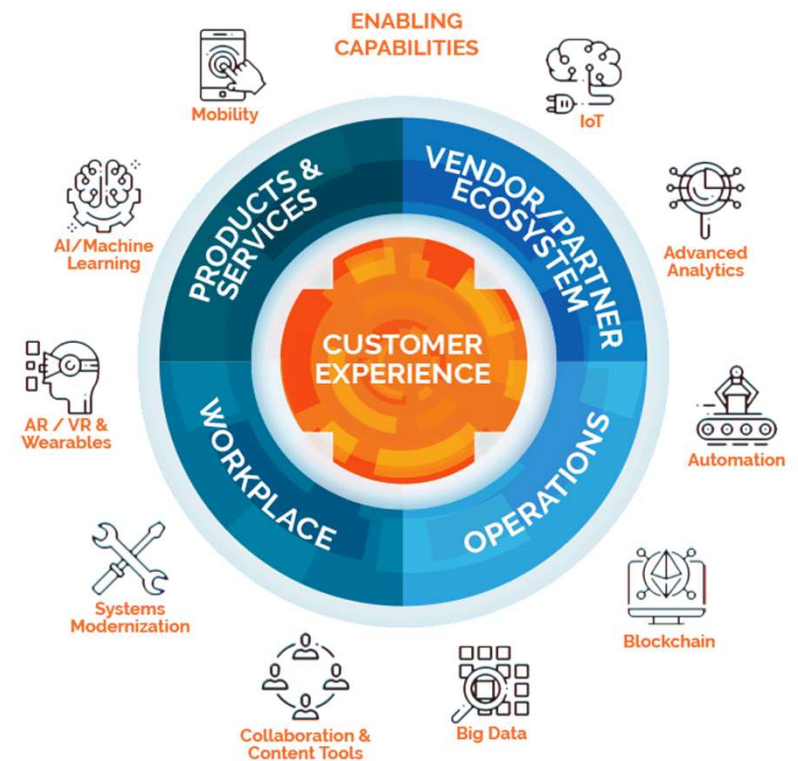 ENABLING
CAPABILITIES
Mobility
IoT
AI/Machine
Learning
Advanced
Analytics
PRODUCTS &
SERVICES
VENDOR/PARTNER
ECOSYSTEM
CUSTOMER
EXPERIENCE
AR / VR &
Wearables
Automation
WORKPLACE
OPERATIONS
Systems
Modernization
Blockchain
Collaboration &
Content Tools
Big Data